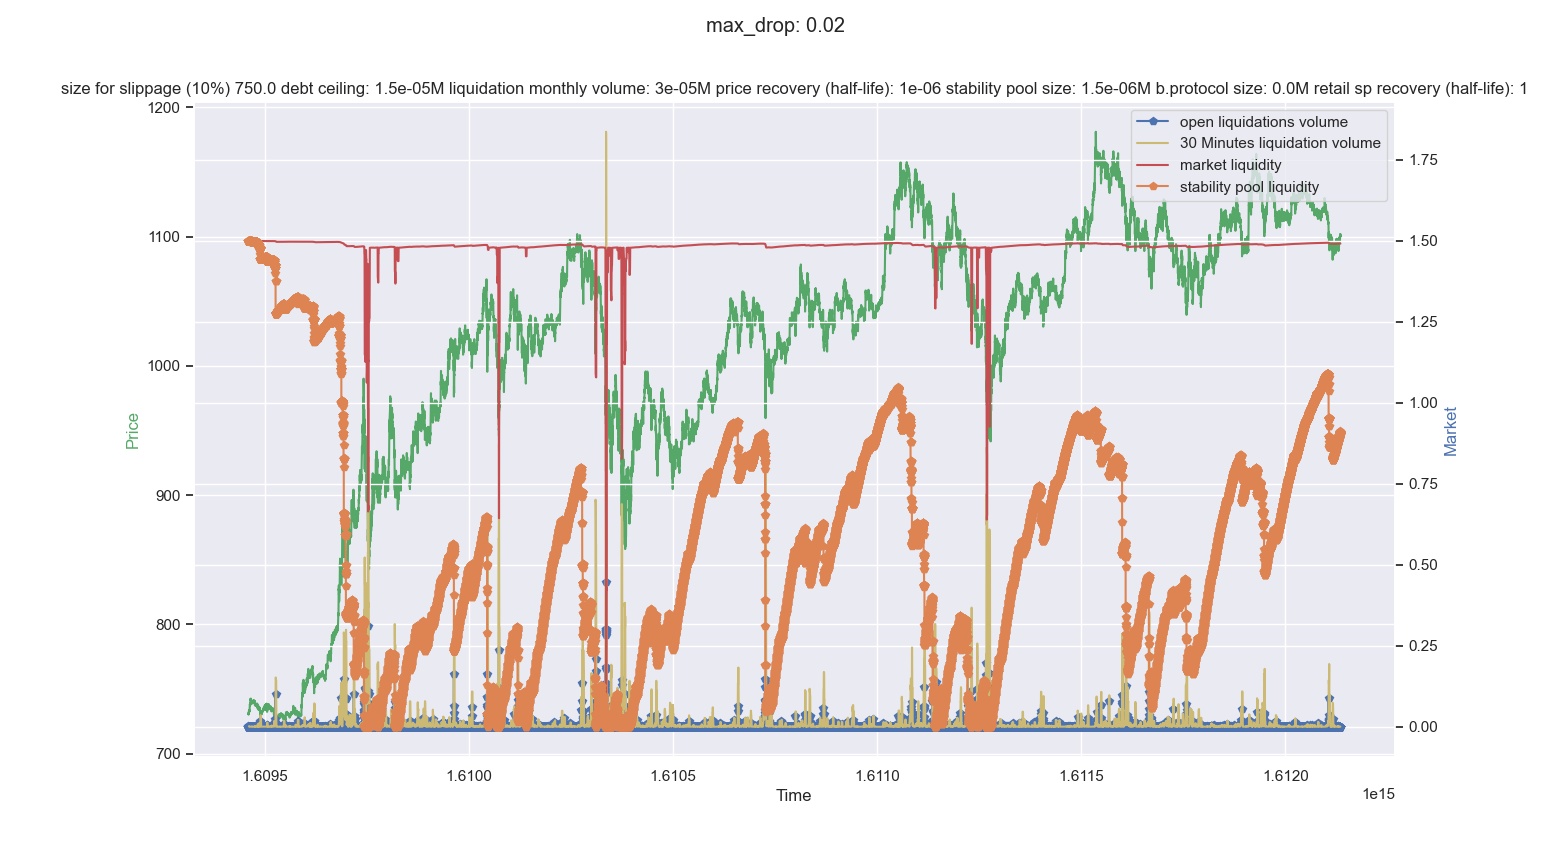 max_drop: 0.02
size for slippage (10%) 750.0 debt ceiling: 1.5e-05M liquidation monthly volume: 3e-05M price recovery (half-life): 1e-06 stability pool size: 1.5e-06M b.protocol size: 0.0M retail sp recovery (half-life): 1
open liquidations volume
30 Minutes liquidation volume
market liquidity
stability pool liquidity
1200
1100
1000
900
800
700
Price
1.75
1.50
1.25
1.00
0.75
0.50
0.25
0.00
Market
1.6095 1.6100 1.6105 1.6110 1.6115 1.6120
Time
1e15